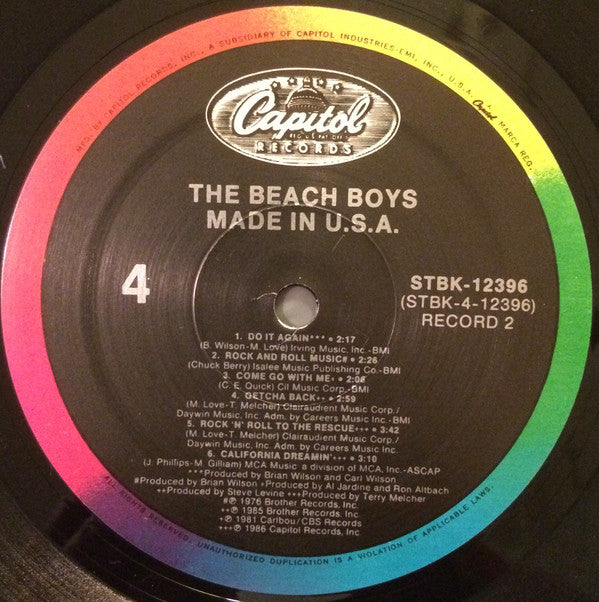 MFD. BY CAPITOL RECORDS, INC., A SUBSIDIARY OF CAPITOL INDUSTRIES-EMI, INC., U.S.A. Capitol MARCA REG.
Capitol
RECORDS
THE BEACH BOYS
MADE IN U.S.A.
4
STBK-12396
(STBK-4-12396)
RECORD 2
1. DO IT AGAIN*** • 2:17
(B. Wilson-M. Love) Irving Music, Inc.-BMI
2. ROCK AND ROLL MUSIC# • 2:26
(Chuck Berry) Isalee Music Publishing Co.-BMI
3. COME GO WITH ME+ • 2:08
(C. E. Quick) Cil Music Corp.-BMI
4. GETCHA BACK++ • 2:59
(M. Love-T. Melcher) Clairaudient Music Corp./
Daywin Music, Inc. Adm. by Careers Music Inc.-BMI
5. ROCK 'N' ROLL TO THE RESCUE+++ • 3:42
(M. Love-T. Melcher) Clairaudient Music Corp./
Daywin Music, Inc. Adm. by Careers Music Inc.-BMI
6. CALIFORNIA DREAMIN'+++ • 3:10
(J. Phillips-M. Gilliam) MCA Music a division of MCA, Inc.-ASCAP
***Produced by Brian Wilson and Carl Wilson
#Produced by Brian Wilson +Produced by Al Jardine and Ron Altbach
++Produced by Steve Levine +++Produced by Terry Melcher
#℗ 1976 Brother Records, Inc.
++℗ 1985 Brother Records, Inc.
+℗ 1981 Caribou/CBS Records
+++℗ 1986 Capitol Records, Inc.
ALL RIGHTS RESERVED. UNAUTHORIZED DUPLICATION IS A VIOLATION OF APPLICABLE LAWS.